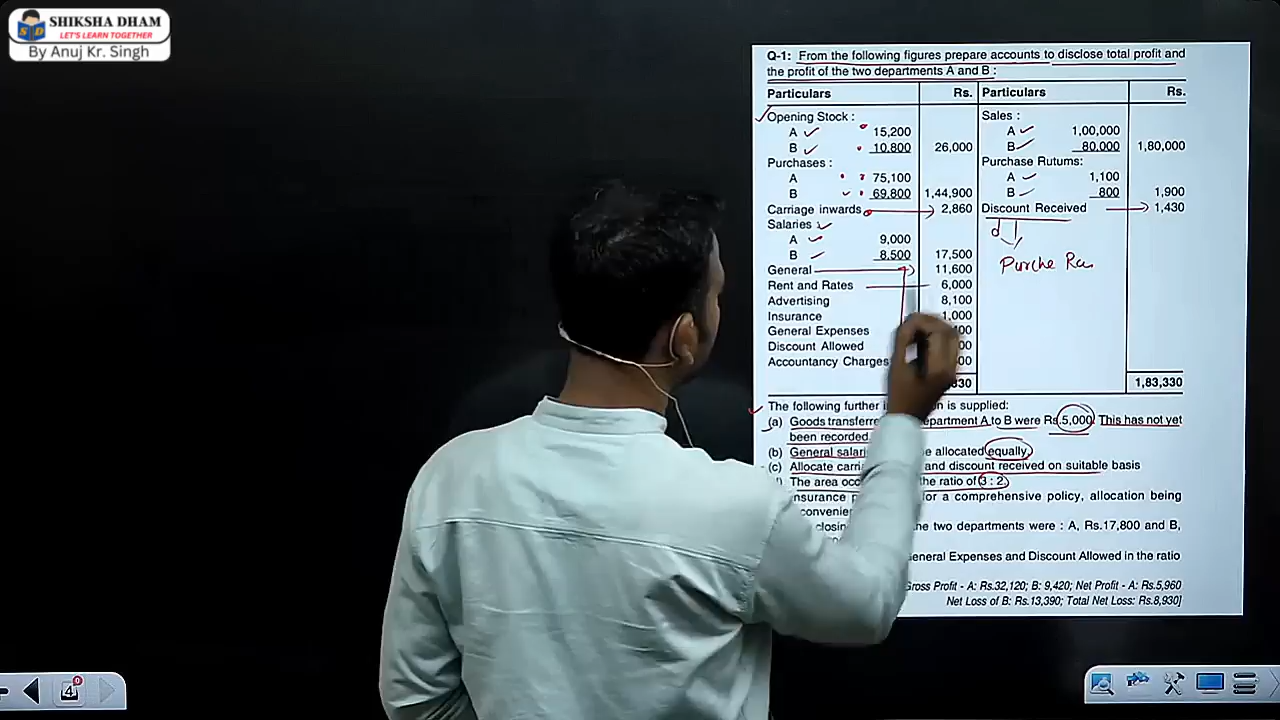 SHIKSHA DHAM
LET'S LEARN TOGETHER
By Anuj Kr. Singh
Q-1: From the following figures prepare accounts to disclose total profit and
the profit of the two departments A and B :
Particulars Rs. Particulars Rs.
Opening Stock : Sales :
A 15,200 A 1,00,000
B 10,800 26,000 B 80,000 1,80,000
Purchases : Purchase Ruturns:
A 75,100 A 1,100
B 69,800 1,44,900 B 800 1,900
Carriage inwards 2,860 Discount Received 1,430
Salaries :
A 9,000
B 8,500 17,500
General 11,600
Purche Re
Rent and Rates 6,000
Advertising 8,100
Insurance 1,000
General Expenses
Discount Allowed
Accountancy Charges
1,83,330
The following further is supplied:
(a) Goods transferre A to B were Rs.5,000. This has not yet
been recorded
(b) General salari be allocated equally.
(c) Allocate carri and discount received on suitable basis
The area occ the ratio of 3 : 2.
for a comprehensive policy, allocation being
the two departments were : A, Rs.17,800 and B,
General Expenses and Discount Allowed in the ratio
Gross Profit - A: Rs.32,120; B: 9,420; Net Profit - A: Rs.5,960
Net Loss of B: Rs.13,390; Total Net Loss: Rs.8,930]
4
0